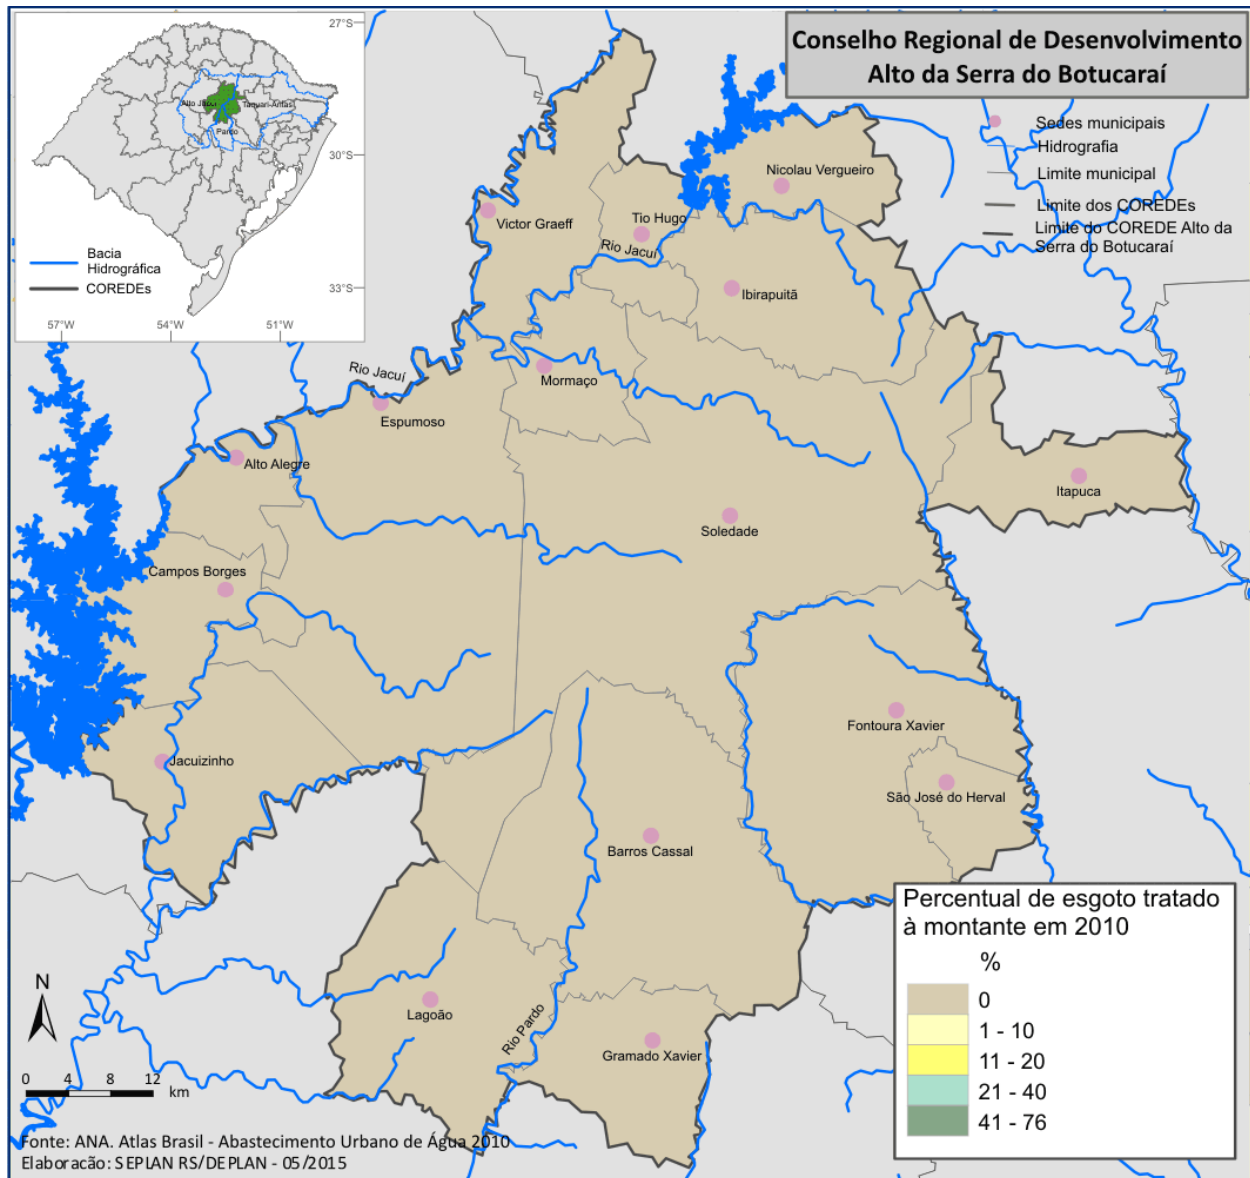 Conselho Regional de Desenvolvimento
Alto da Serra do Botucaraí
27°S
30°S
33°S
57°W
54°W
51°W
Alto Jacuí
Taquari-Antas
Pardo
Bacia
Hidrográfica
COREDEs
Sedes municipais
Hidrografia
Limite municipal
Limite dos COREDEs
Limite do COREDE Alto da
Serra do Botucaraí
Nicolau Vergueiro
Victor Graeff
Tio Hugo
Rio Jacuí
Ibirapuitã
Rio Jacuí
Mormaço
Espumoso
Alto Alegre
Itapuca
Soledade
Campos Borges
Fontoura Xavier
Jacuizinho
São José do Herval
Barros Cassal
Lagoão
Rio Pardo
Gramado Xavier
N
0 4 8 12
km
Percentual de esgoto tratado
à montante em 2010
%
0
1 - 10
11 - 20
21 - 40
41 - 76
Fonte: ANA. Atlas Brasil - Abastecimento Urbano de Água 2010
Elaboracão: SEPLAN RS/DEPLAN - 05/2015